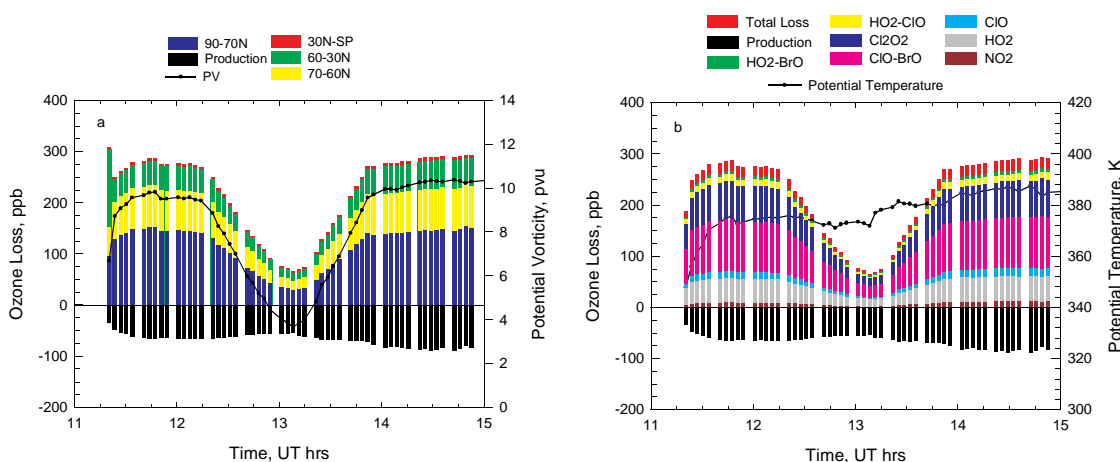 90-70N 30N-SP
Production 60-30N
PV 70-60N
400
300
200
100
0
-100
-200
14
12
10
8
6
4
2
0
a
11 12 13 14 15
Ozone Loss, ppb
Potential Vorticity, pvu
Time, UT hrs
Total Loss HO2-ClO ClO
Production Cl2O2 HO2
HO2-BrO ClO-BrO NO2
Potential Temperature
400
300
200
100
0
-100
-200
420
400
380
360
340
320
300
b
11 12 13 14 15
Ozone Loss, ppb
Potential Temperature, K
Time, UT hrs